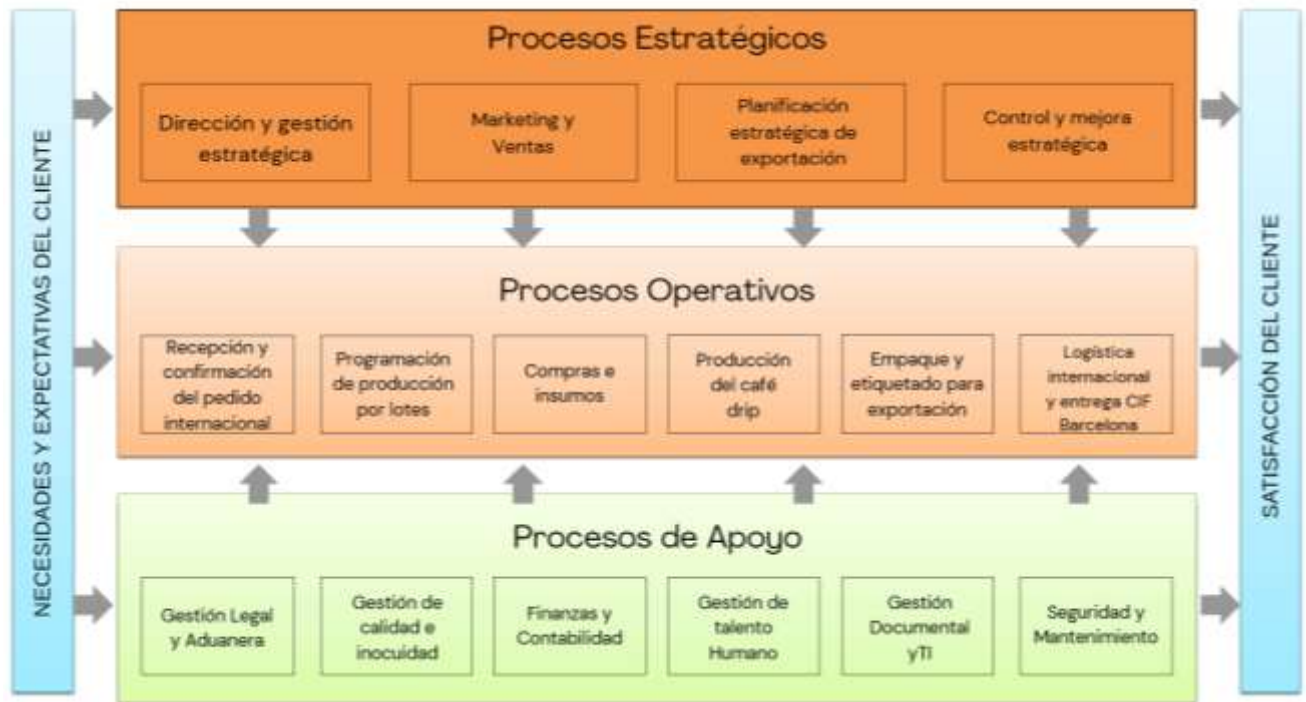 NECESIDADES Y EXPECTATIVAS DEL CLIENTE
Procesos Estratégicos
Dirección y gestión
estratégica
Marketing y
Ventas
Planificación
estratégica de
exportación
Control y mejora
estratégica
Procesos Operativos
Recepción y
confirmación
del pedido
internacional
Programación
de producción
por lotes
Compras e
insumos
Producción
del café
drip
Empaque y
etiquetado para
exportación
Logística
internacional
y entrega CIF
Barcelona
Procesos de Apoyo
Gestión Legal
y Aduanera
Gestión de
calidad e
inocuidad
Finanzas y
Contabilidad
Gestión de
talento
Humano
Gestión
Documental
yTI
Seguridad y
Mantenimiento
SATISFACCIÓN DEL CLIENTE